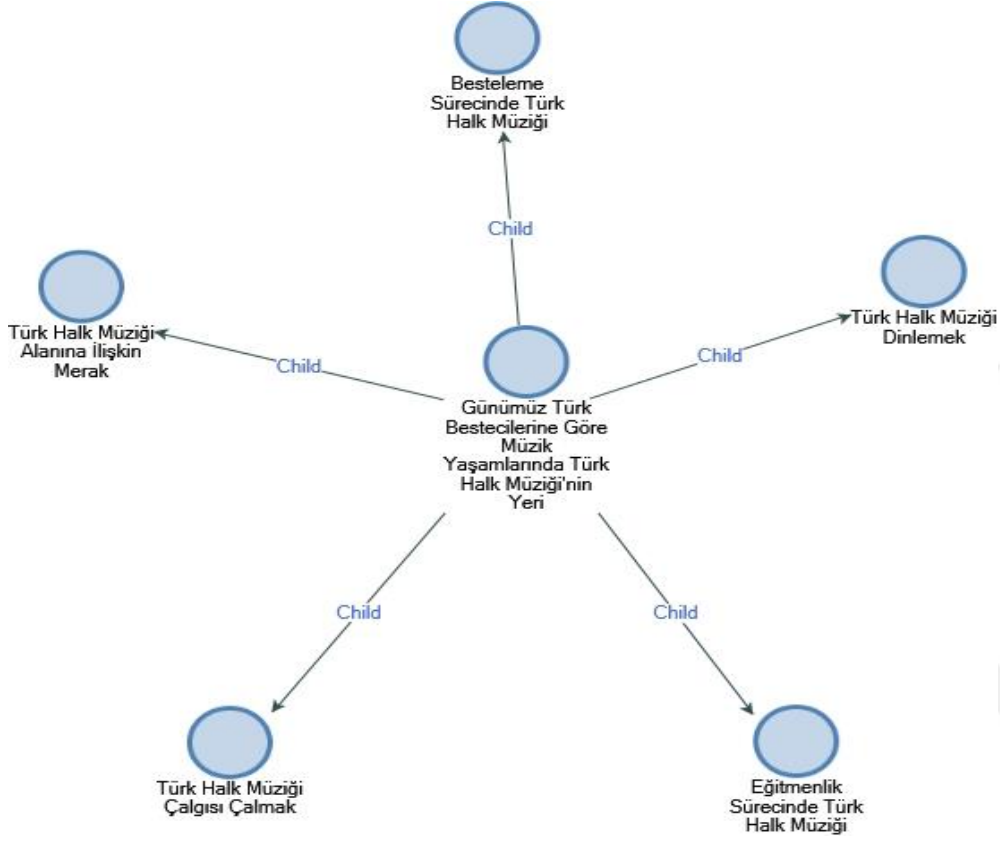 Besteleme
Sürecinde Türk
Halk Müziği
Child
Türk Halk Müziği
Alanına İlişkin
Merak
Child
Türk Halk Müziği
Dinlemek
Child
Günümüz Türk
Bestecilerine Göre
Müzik
Yaşamlarında Türk
Halk Müziği'nin
Yeri
Child
Child
Türk Halk Müziği
Çalgısı Çalmak
Eğitmenlik
Sürecinde Türk
Halk Müziği